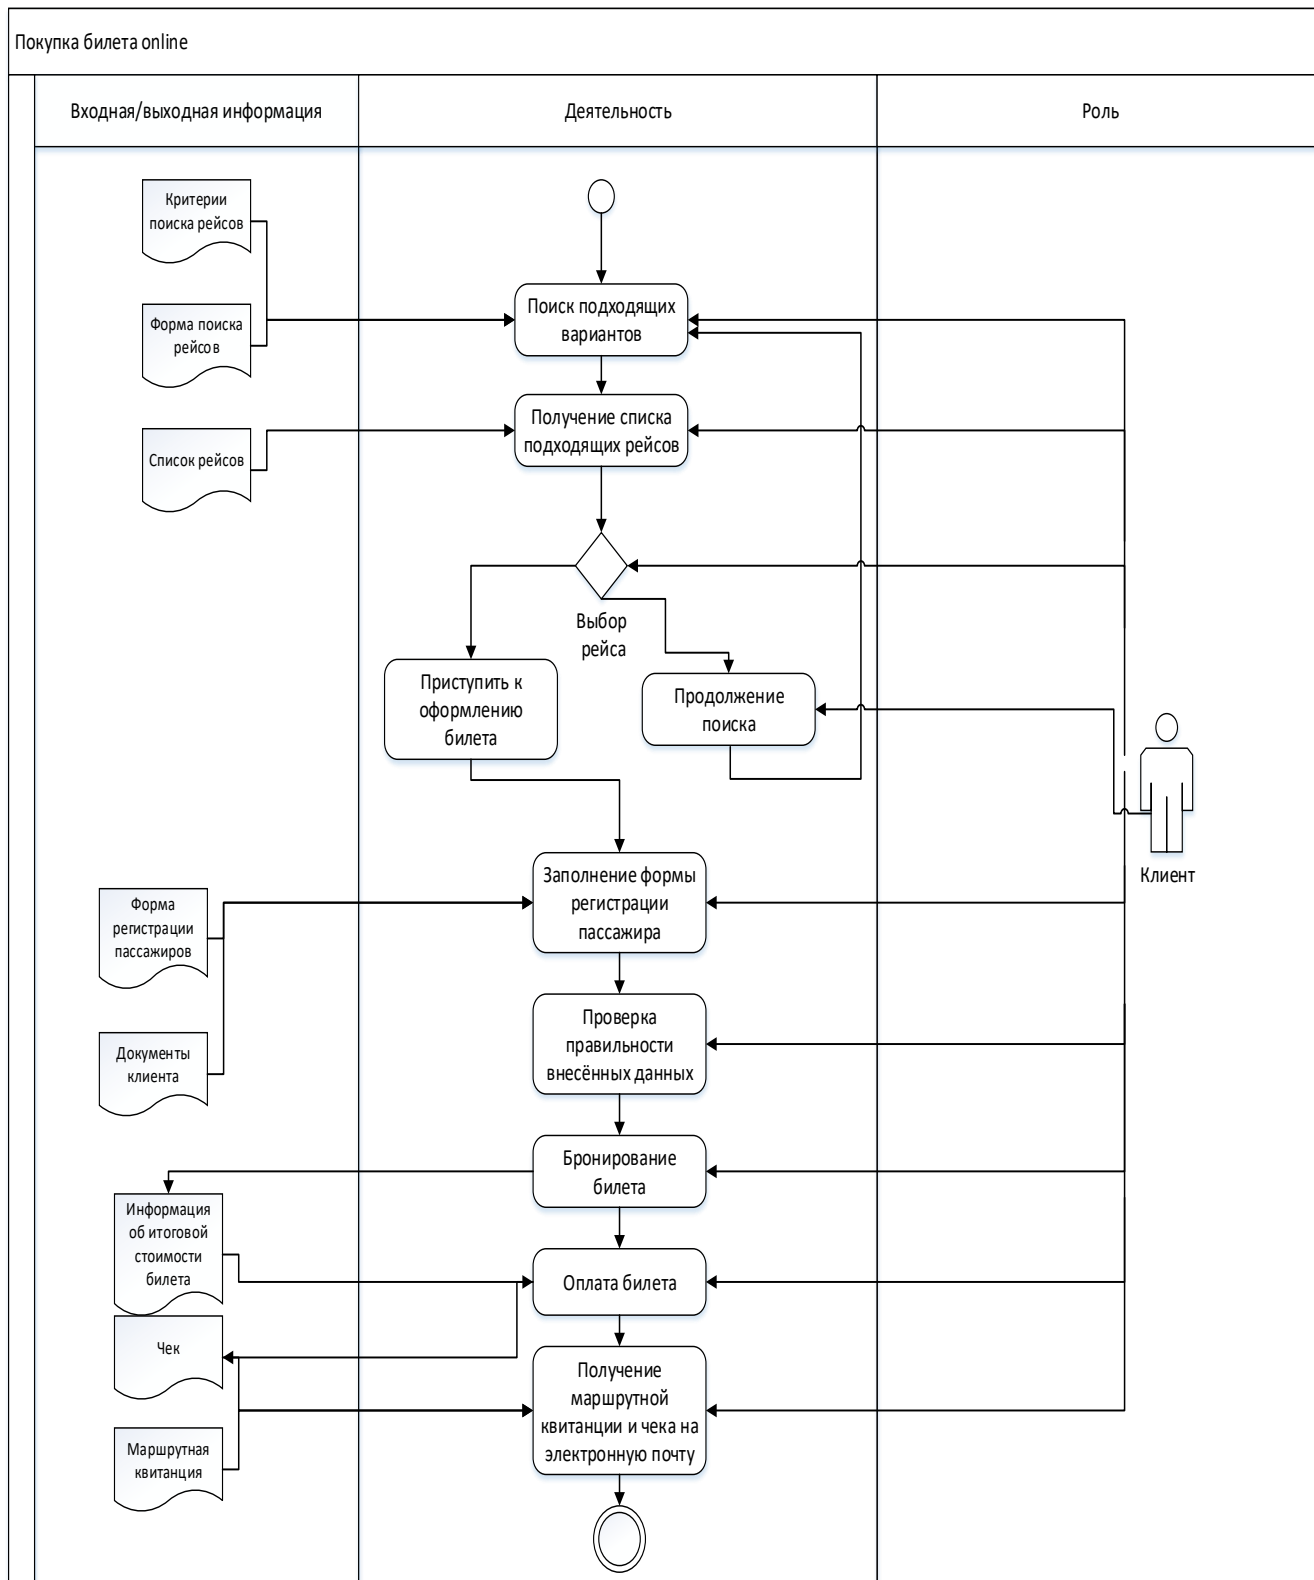 Покупка билета online
Входная/выходная информация
Деятельность
Роль
Критерии
поиска рейсов
Форма поиска
рейсов
Поиск подходящих
вариантов
Список рейсов
Получение списка
подходящих рейсов
Выбор
рейса
Приступить к
оформлению
билета
Продолжение
поиска
Клиент
Форма
регистрации
пассажиров
Заполнение формы
регистрации
пассажира
Документы
клиента
Проверка
правильности
внесённых данных
Бронирование
билета
Информация
об итоговой
стоимости
билета
Оплата билета
Чек
Получение
маршрутной
квитанции и чека на
электронную почту
Маршрутная
квитанция